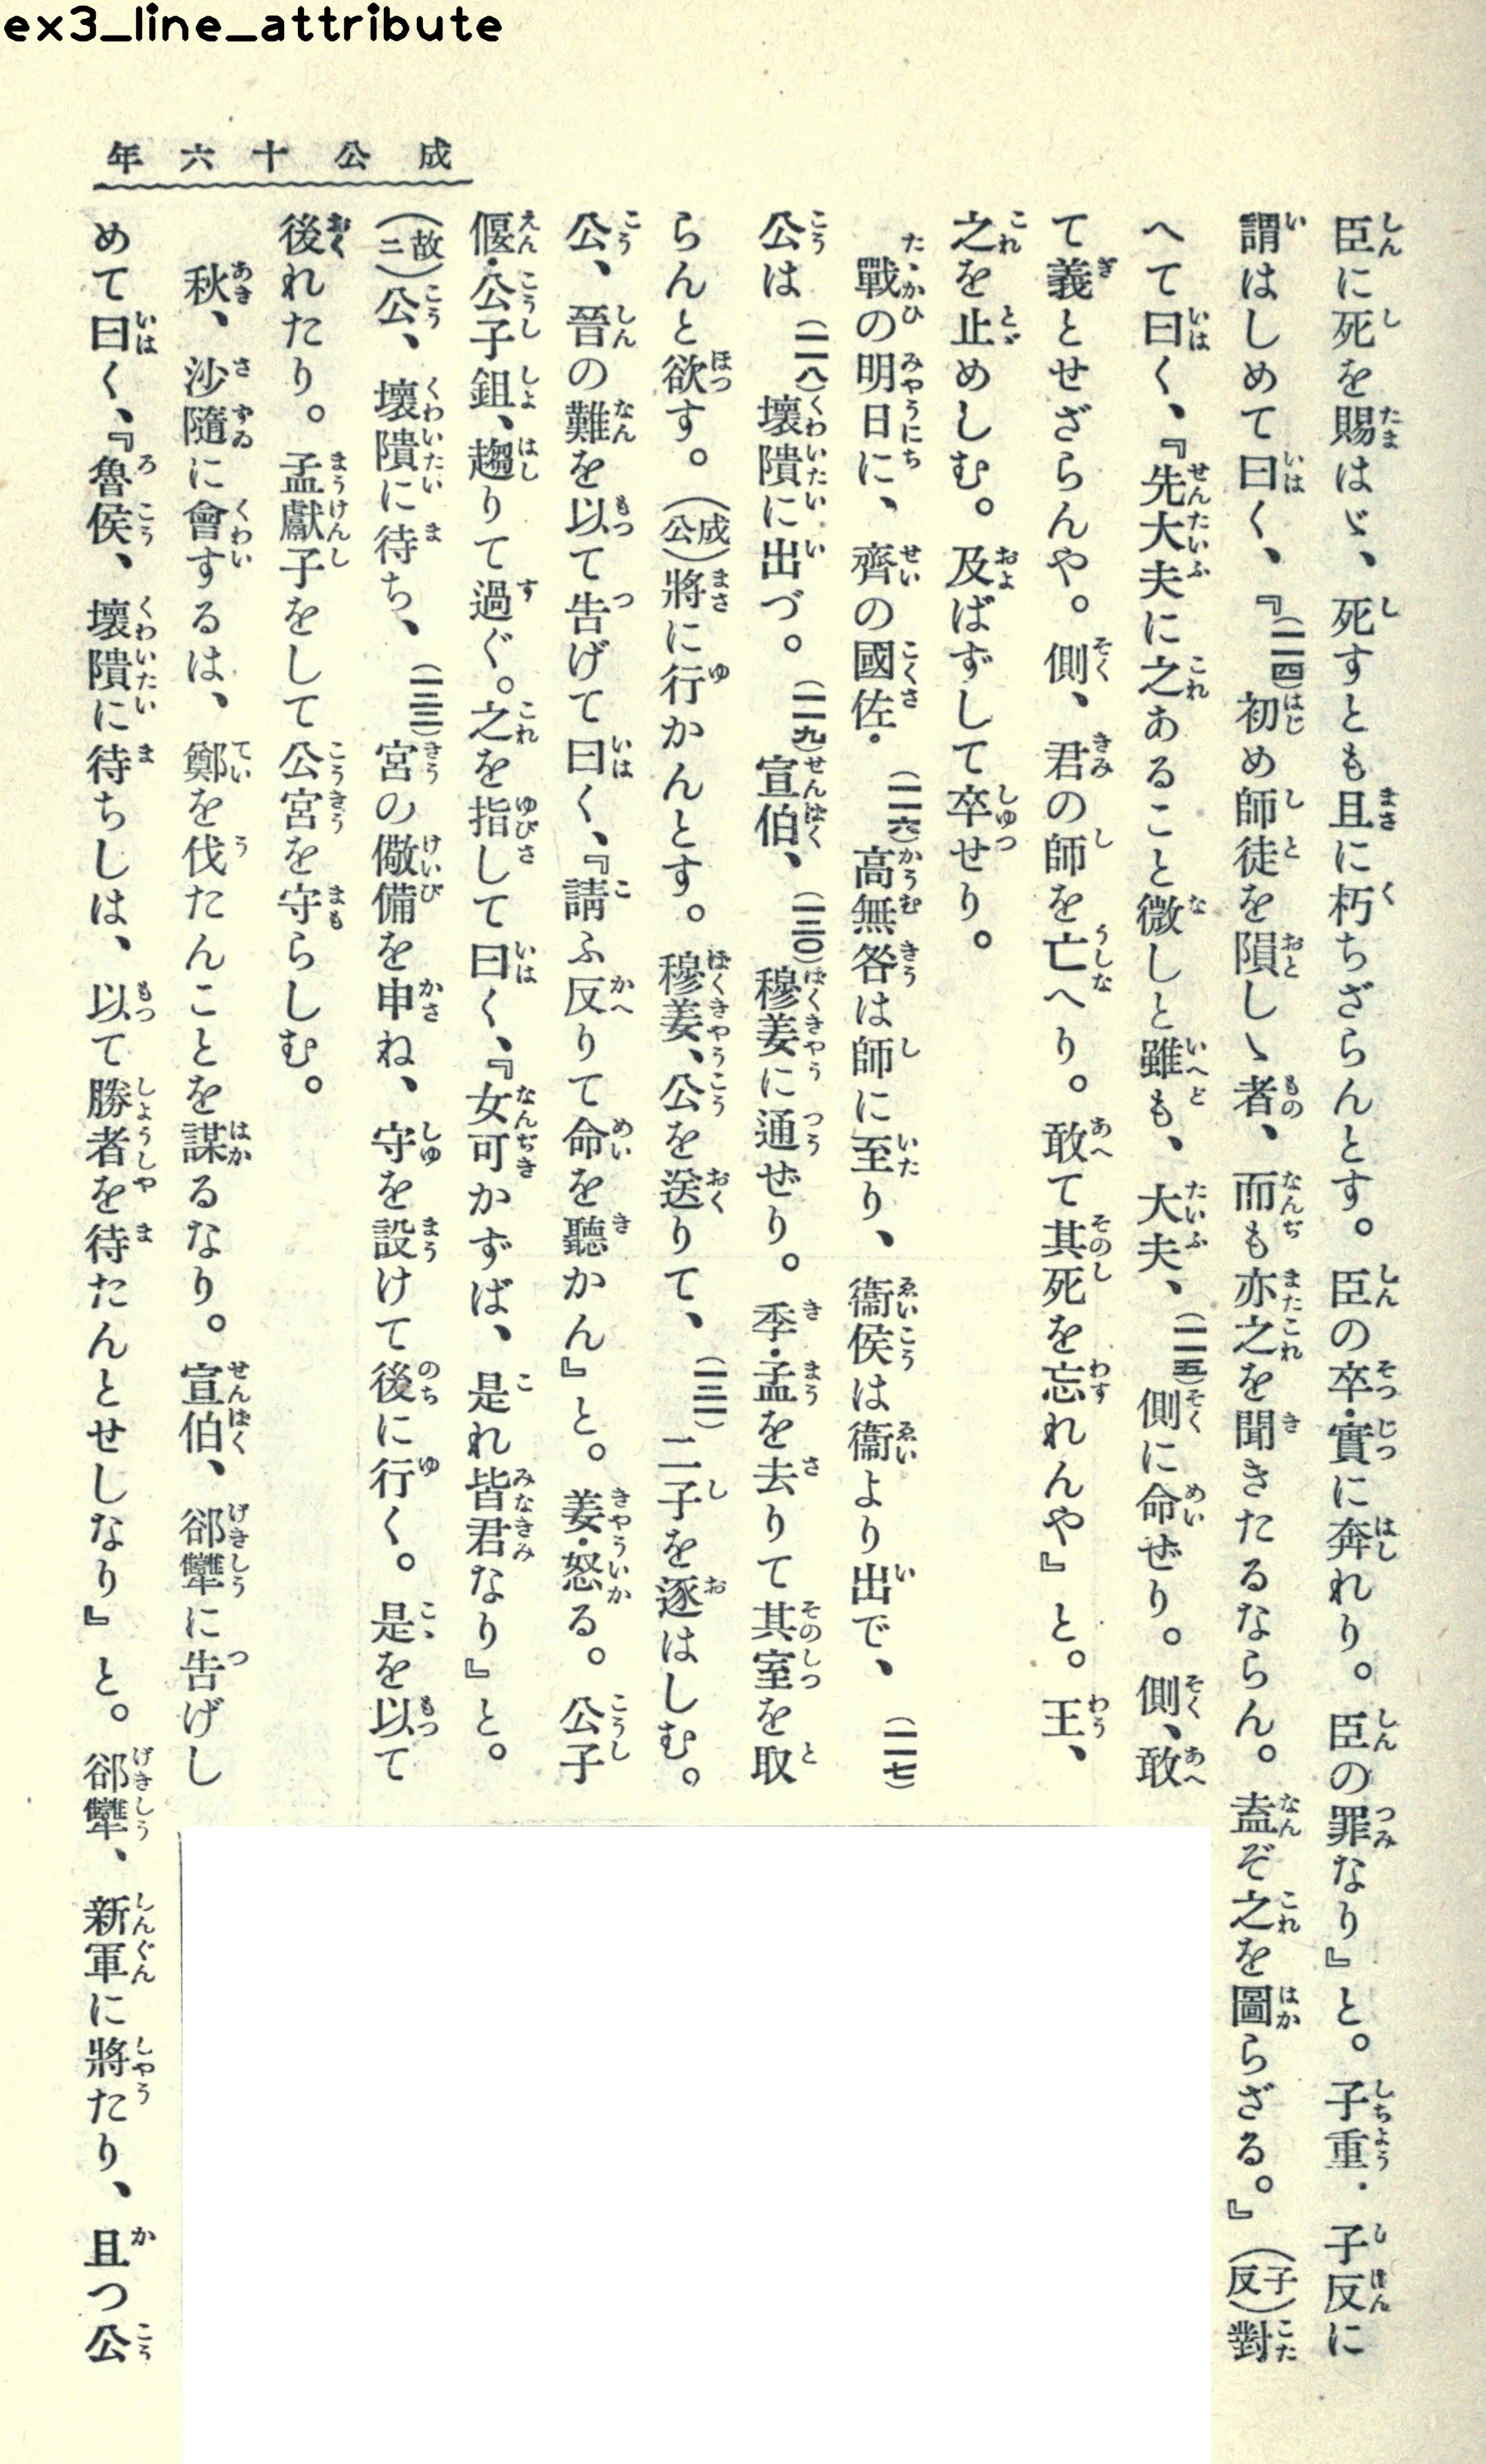 ex3_line_attribute
成公十六年
臣に死を賜はゞ、死すとも且に朽ちざらんとす。臣の卒・實に奔れり。臣の罪なり』と。子重・子反に
謂はしめて曰く、『(一一四)初め師徒を隕しゝ者、而も亦之を聞きたるならん。盍ぞ之を圖らざる。』(子反)對
へて曰く、『先大夫に之あること微しと雖も、大夫、(一一五)側に命ぜり。側、敢
て義とせざらんや。側、君の師を亡へり。敢て其死を忘れんや』と。王、
之を止めしむ。及ばずして卒せり。
戰の明日に、齊の國佐・(一一六)高無咎は師に至り、衞侯は衞より出で、(一一七)
公は(一一八)壞隤に出づ。(一一九)宣伯、(一二〇)穆姜に通ぜり。季・孟を去りて其室を取
らんと欲す。(成公)將に行かんとす。穆姜、公を送りて、(一二一)二子を逐はしむ。
公、晉の難を以て告げて曰く、『請ふ反りて命を聽かん』と。姜・怒る。公子
偃・公子鉏、趨りて過ぐ。之を指して曰く、『女可かずば、是れ皆君なり』と。
(故ニ)公、壞隤に待ち、(一二二)宮の儆備を申ね、守を設けて後に行く。是を以て
後れたり。孟獻子をして公宮を守らしむ。
秋、沙隨に會するは、鄭を伐たんことを謀るなり。宣伯、郤犫に告げし
めて曰く、『魯侯、壞隤に待ちしは、以て勝者を待たんとせしなり』と。郤犫、新軍に將たり、且つ公